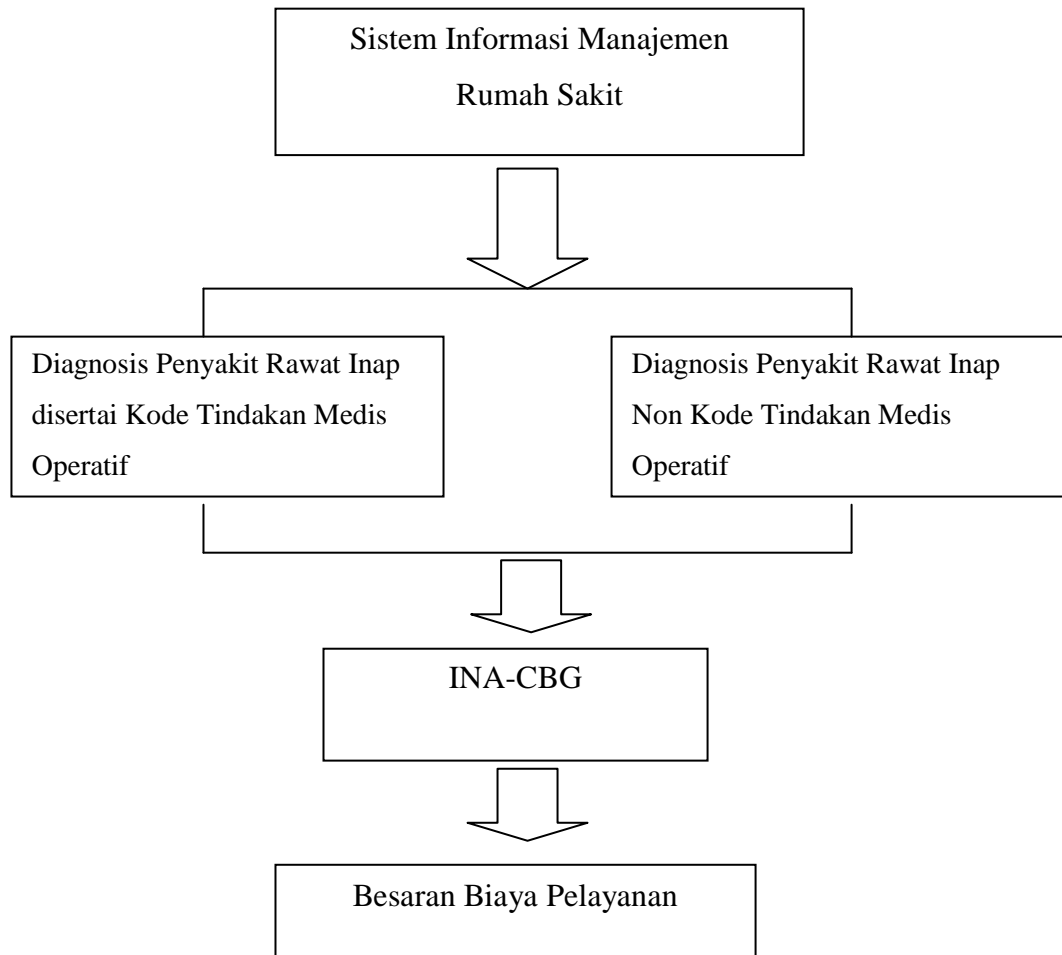 Sistem Informasi Manajemen
Rumah Sakit
Diagnosis Penyakit Rawat Inap
disertai Kode Tindakan Medis
Operatif
Diagnosis Penyakit Rawat Inap
Non Kode Tindakan Medis
Operatif
INA-CBG
Besaran Biaya Pelayanan